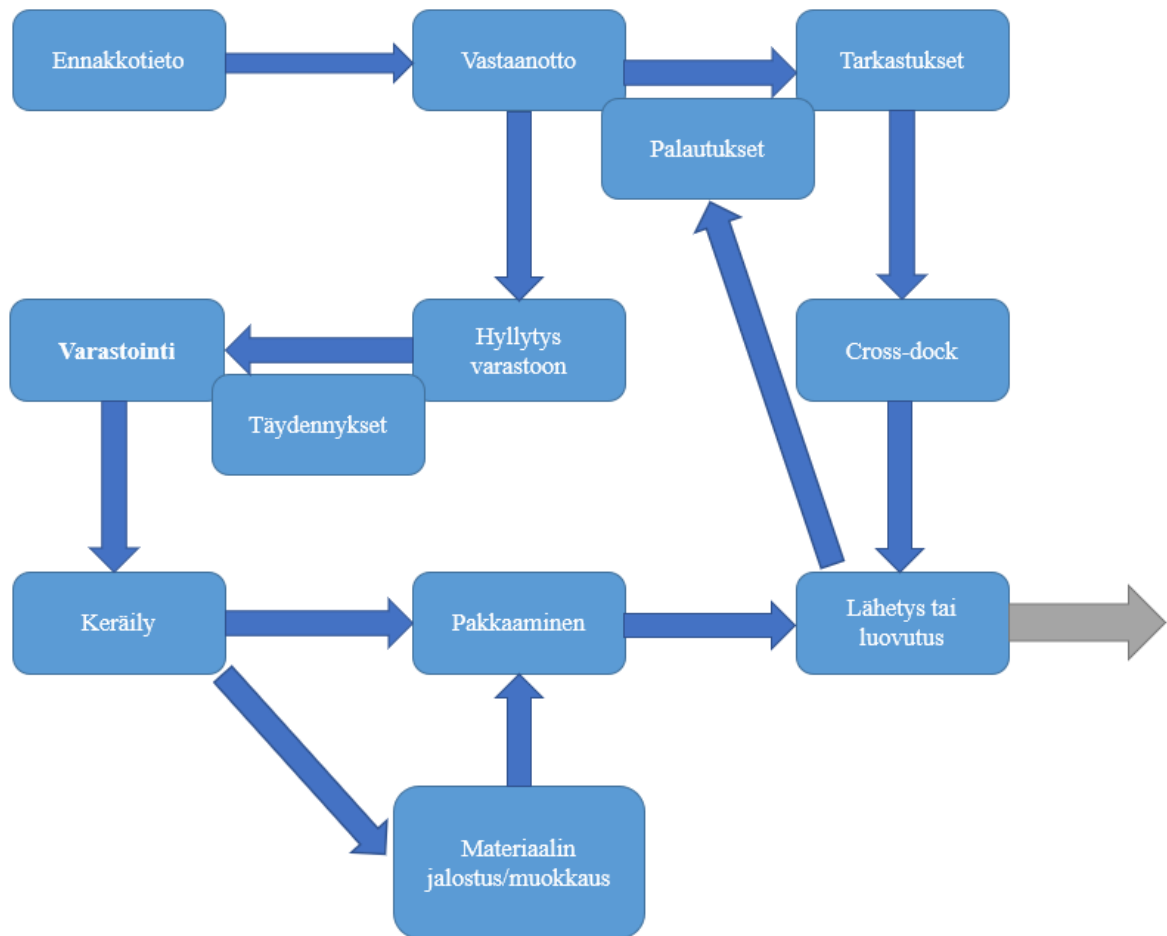 Ennakkotieto
Vastaanotto
Tarkastukset
Palautukset
Varastointi
Hyllytys
varastoon
Cross-dock
Täydennykset
Keräily
Pakkaaminen
Lähetys tai
luovutus
Materiaalin
jalostus/muokkaus